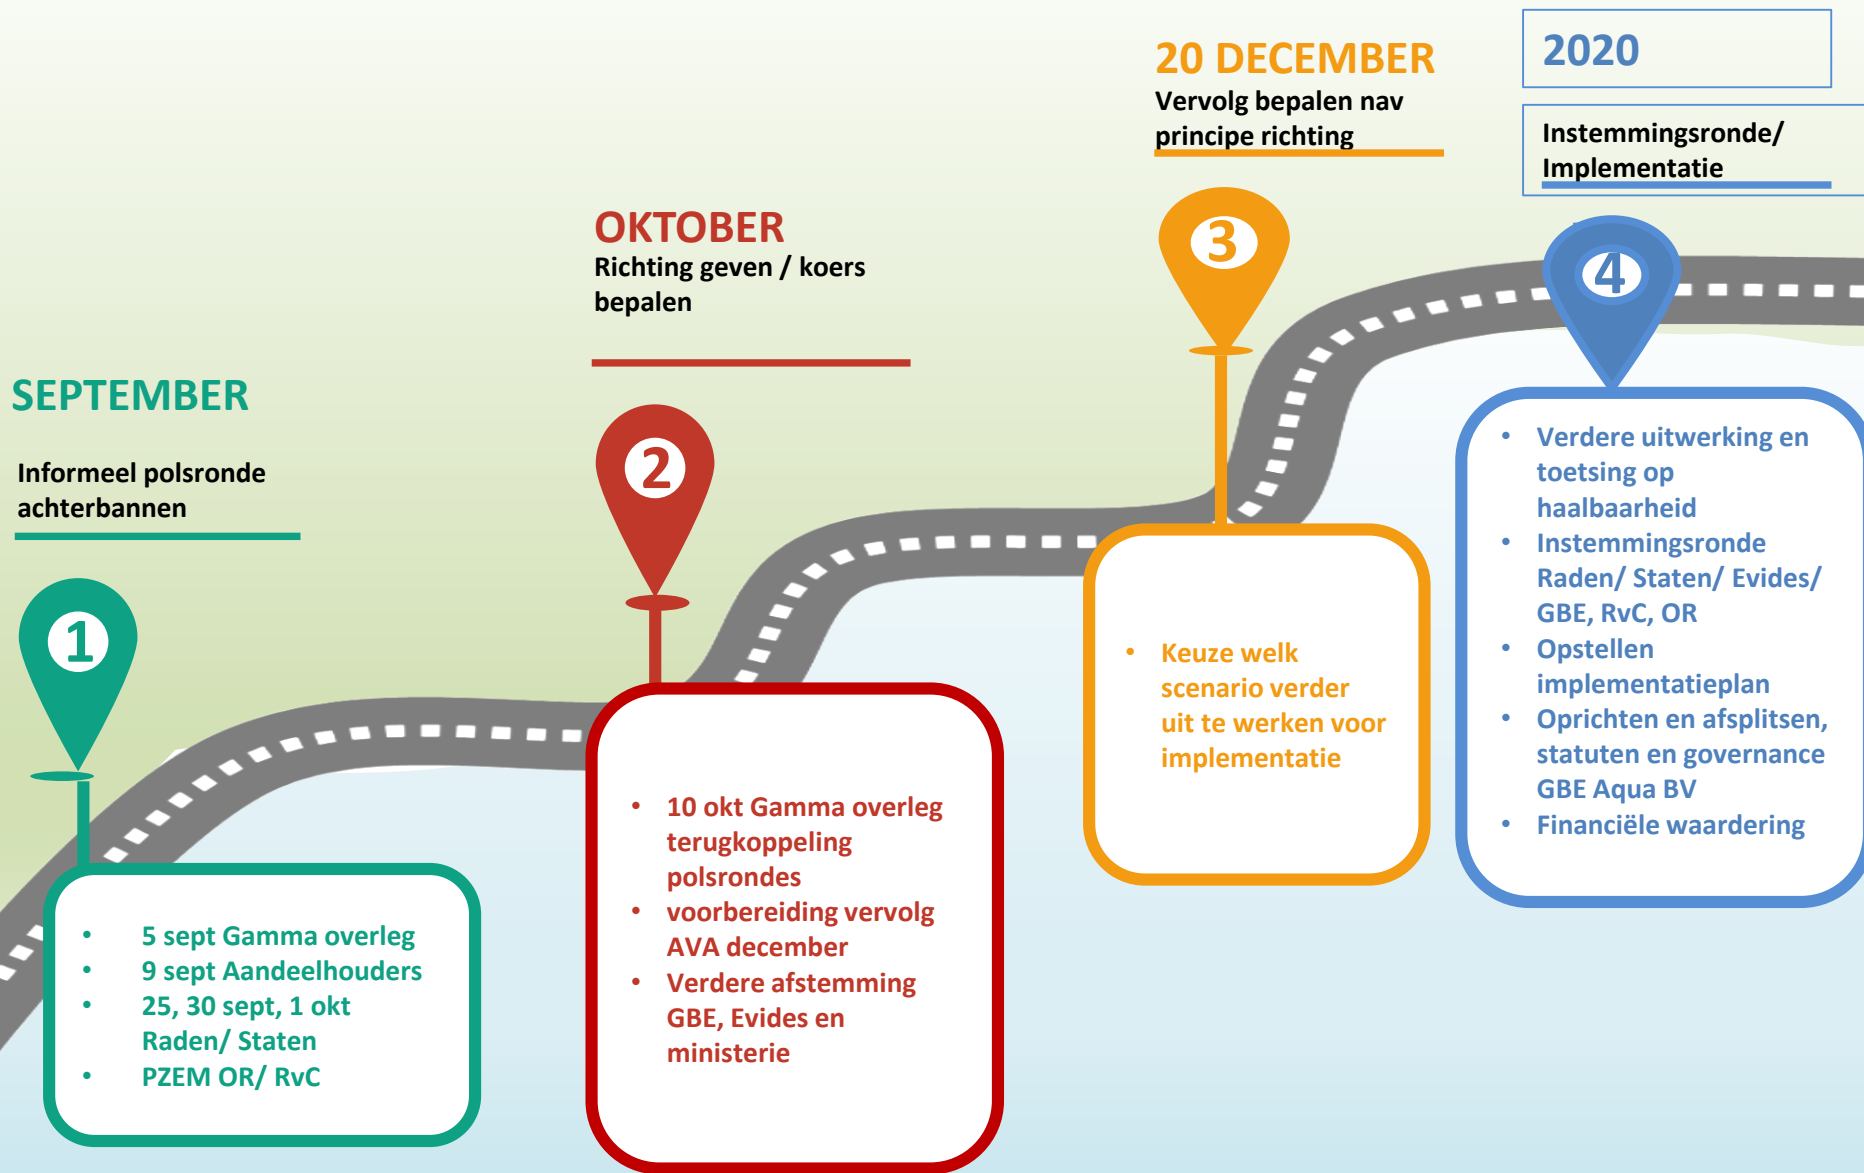 SEPTEMBER
Informeel polsronde
achterbannen
1
• 5 sept Gamma overleg
• 9 sept Aandeelhouders
• 25, 30 sept, 1 okt
Raden/ Staten
• PZEM OR/ RvC
OKTOBER
Richting geven / koers
bepalen
2
• 10 okt Gamma overleg
terugkoppeling
polsrondes
• voorbereiding vervolg
AVA december
• Verdere afstemming
GBE, Evides en
ministerie
20 DECEMBER
Vervolg bepalen nav
principe richting
3
• Keuze welk
scenario verder
uit te werken voor
implementatie
2020
Instemmingsronde/
Implementatie
4
• Verdere uitwerking en
toetsing op
haalbaarheid
• Instemmingsronde
Raden/ Staten/ Evides/
GBE, RvC, OR
• Opstellen
implementatieplan
• Oprichten en afsplitsen,
statuten en governance
GBE Aqua BV
• Financiële waardering